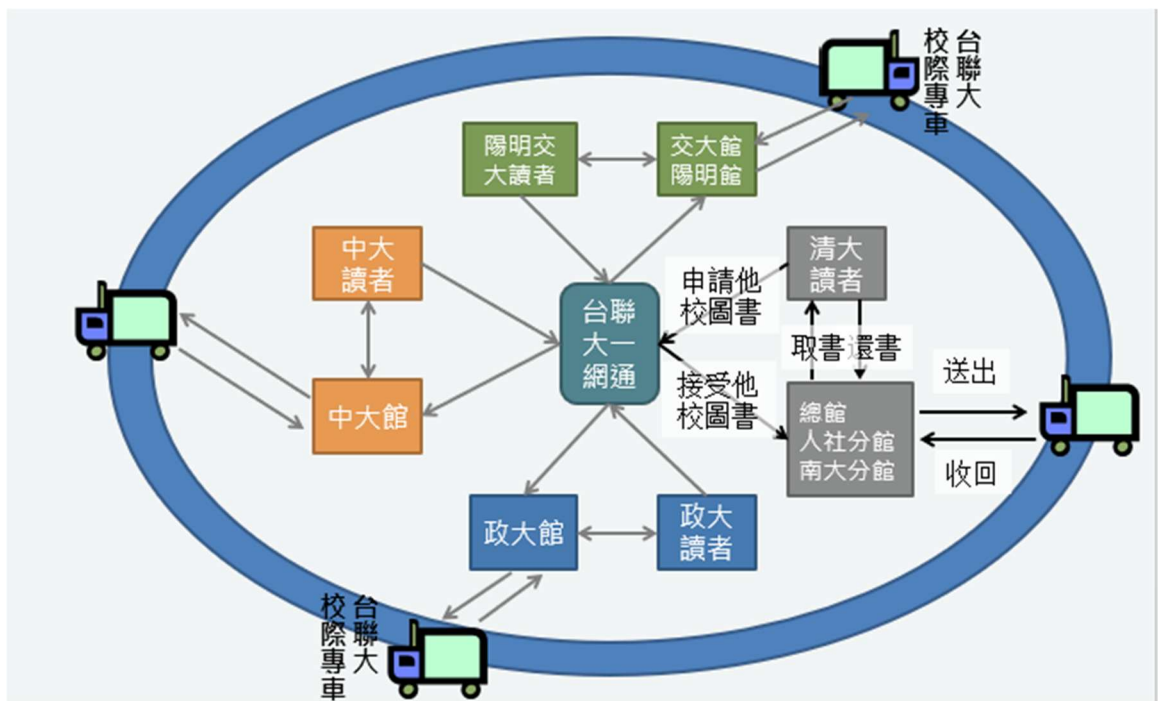 台聯大
校際專車
陽明交
大讀者
交大館
陽明館
中大
讀者
清大
讀者
申請他
校圖書
台聯
大一
網通
取書
還書
接受他
校圖書
送出
中大館
總館
人社分館
南大分館
收回
政大館
政大
讀者
台聯大
校際專車